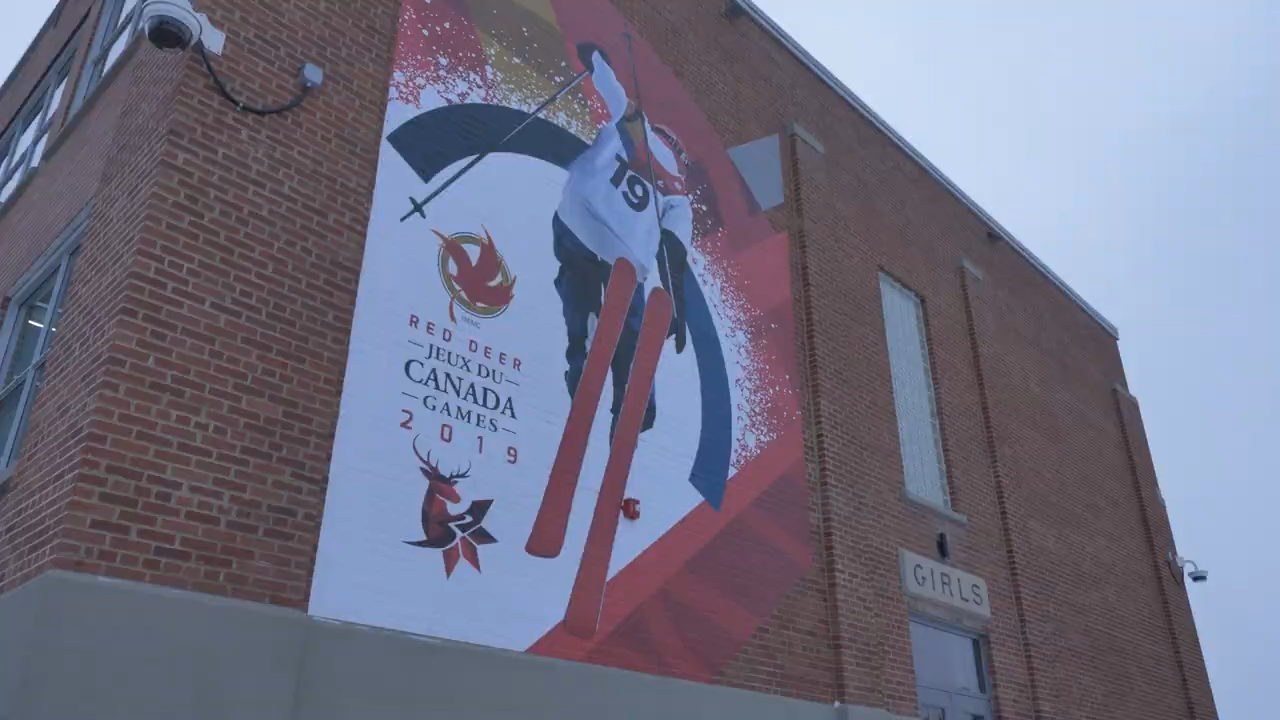 19
RED DEER
JEUX DU
CANADA
GAMES
2019
GIRLS